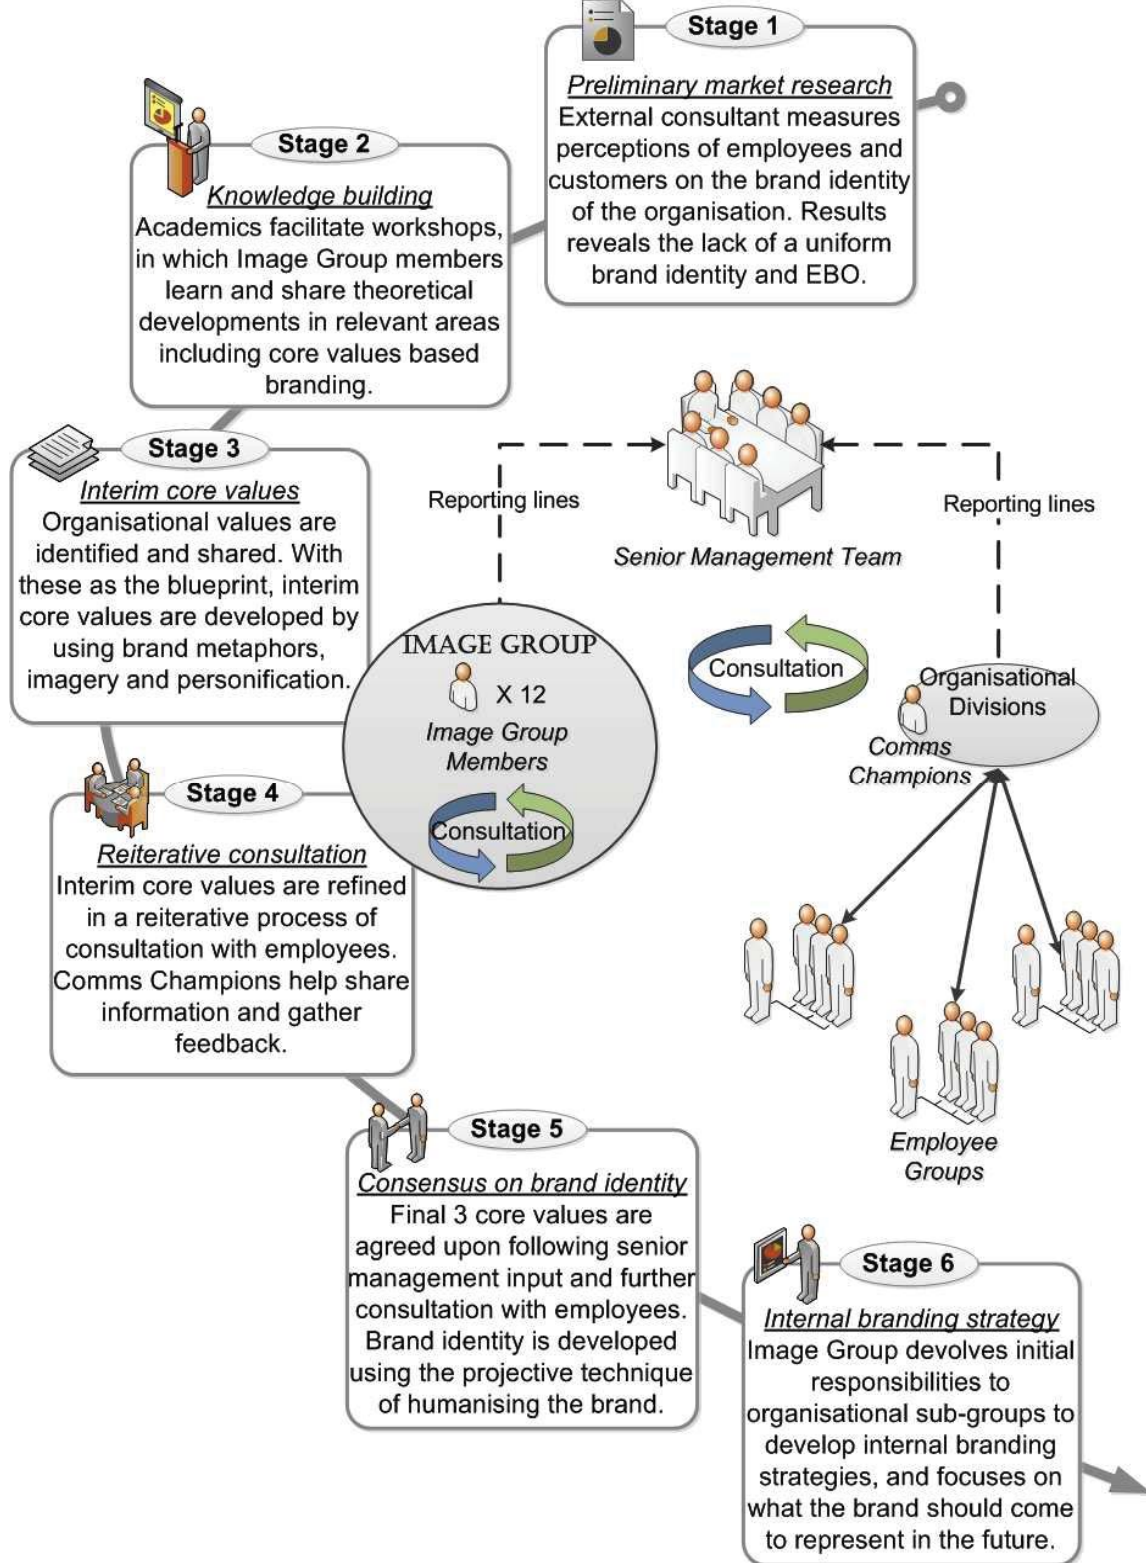 Stage 1
Preliminary market research
External consultant measures
perceptions of employees and
customers on the brand identity
of the organisation. Results
reveals the lack of a uniform
brand identity and EBO.
Stage 2
Knowledge building
Academics facilitate workshops,
in which Image Group members
learn and share theoretical
developments in relevant areas
including core values based
branding.
Stage 3
Interim core values
Organisational values are
identified and shared. With
these as the blueprint, interim
core values are developed by
using brand metaphors,
imagery and personification.
Reporting lines
Senior Management Team
Reporting lines
IMAGE GROUP
X 12
Image Group
Members
Consultation
Consultation
Organisational
Divisions
Comms
Champions
Employee
Groups
Stage 4
Reiterative consultation
Interim core values are refined
in a reiterative process of
consultation with employees.
Comms Champions help share
information and gather
feedback.
Stage 5
Consensus on brand identity
Final 3 core values are
agreed upon following senior
management input and further
consultation with employees.
Brand identity is developed
using the projective technique
of humanising the brand.
Stage 6
Internal branding strategy
Image Group devolves initial
responsibilities to
organisational sub-groups to
develop internal branding
strategies, and focuses on
what the brand should come
to represent in the future.